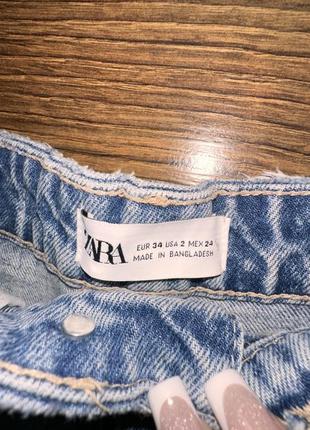 ZARA
EUR 34 USA 2 MEX 24
MADE IN BANGLADESH